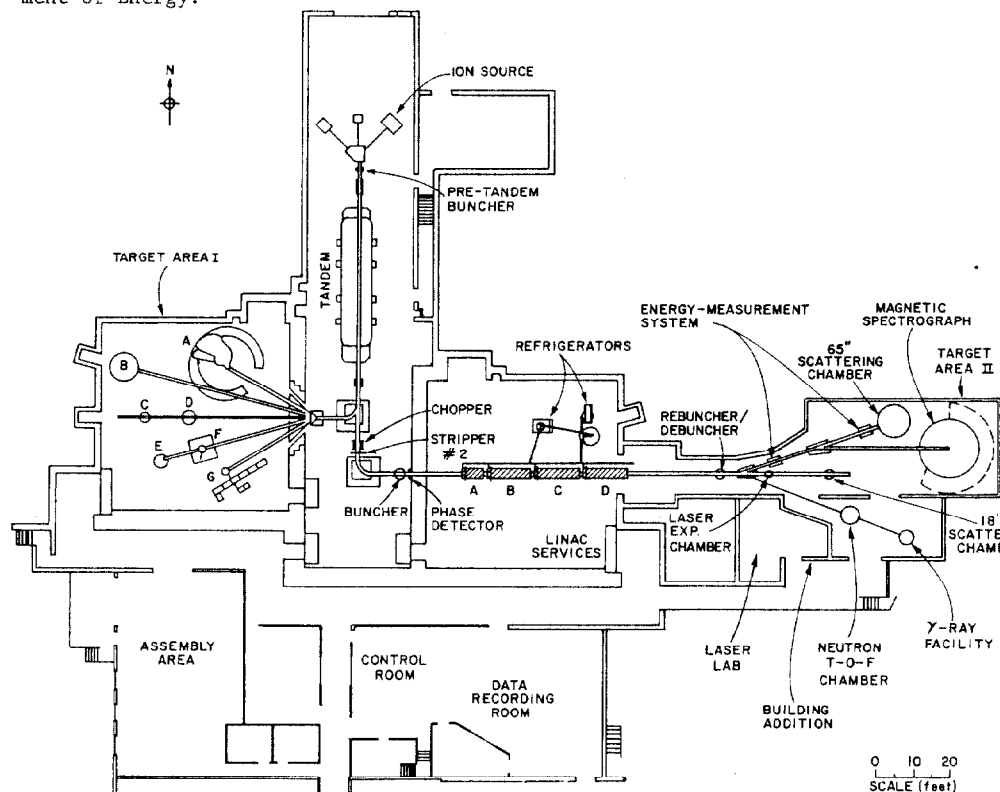 ment of Energy.
N
ION SOURCE
PRE-TANDEM
BUNCHER
TARGET AREA I
TANDEM
ENERGY-MEASUREMENT
SYSTEM
MAGNETIC
SPECTROGRAPH
65"
SCATTERING
CHAMBER
TARGET
AREA II
REFRIGERATORS
A
B
C
D
E
F
G
CHOPPER
STRIPPER
#2
REBUNCHER/
DEBUNCHER
A
B
C
D
BUNCHER
PHASE
DETECTOR
LINAC
SERVICES
LASER
EXP.
CHAMBER
18"
SCATTE
CHAM
ASSEMBLY
AREA
CONTROL
ROOM
DATA
RECORDING
ROOM
LASER
LAB
NEUTRON
T-O-F
CHAMBER
γ-RAY
FACILITY
BUILDING
ADDITION
0 10 20
SCALE (feet)